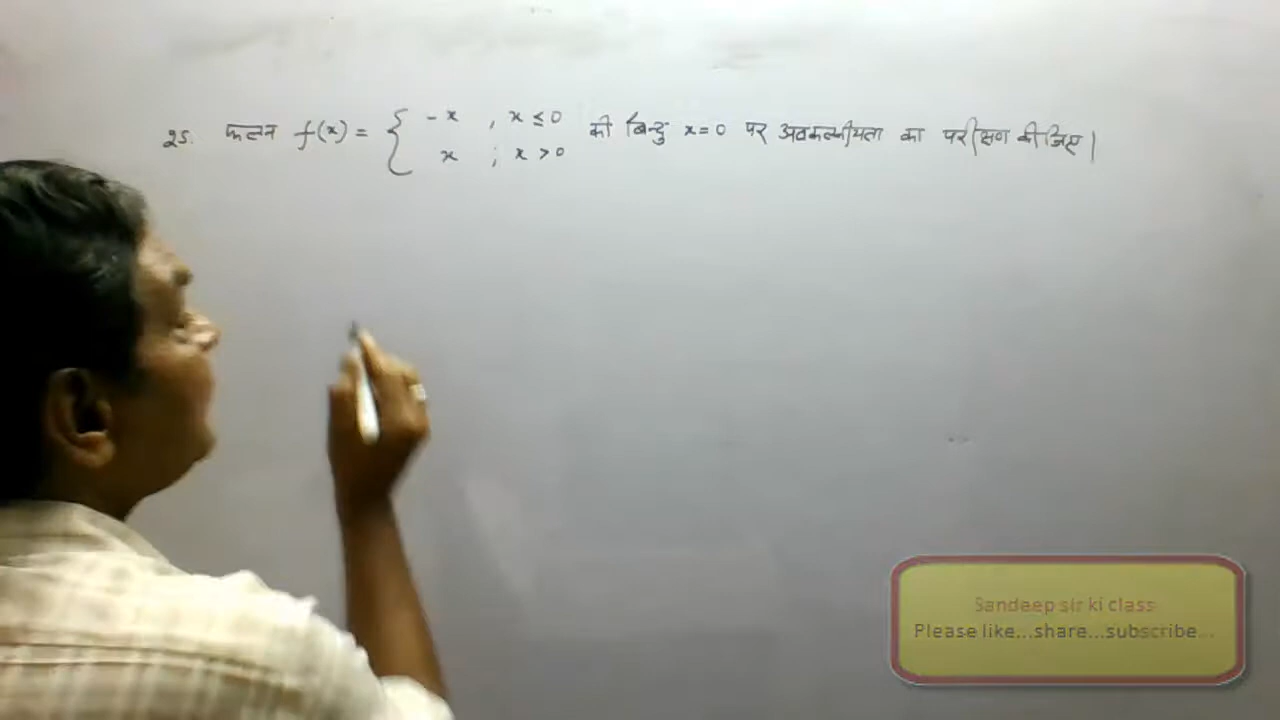 25. फलन f(x) = { -x , x ≤ 0 की बिन्दु x=0 पर अवकलनीयता का परीक्षण कीजिए।
x ; x > 0
Sandeep sir ki class
Please like...share...subscribe...